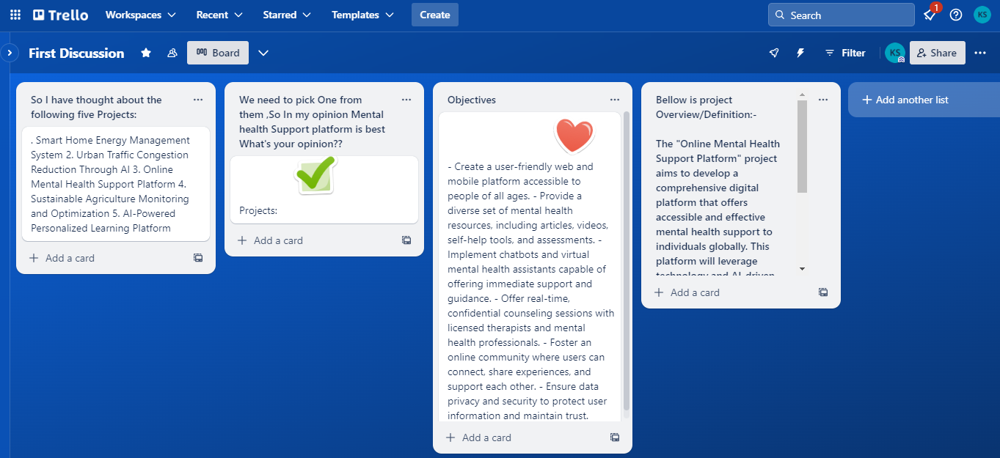 Trello
Workspaces
Recent
Starred
Templates
Create
Search
1
KS
First Discussion
Board
Filter
KS
Share
So I have thought about the
following five Projects:
. Smart Home Energy Management
System 2. Urban Traffic Congestion
Reduction Through AI 3. Online
Mental Health Support Platform 4.
Sustainable Agriculture Monitoring
and Optimization 5. AI-Powered
Personalized Learning Platform
Add a card
We need to pick One from
them ,So In my opinion Mental
health Support platform is best
What's your opinion??
Projects:
Add a card
Objectives
- Create a user-friendly web and
mobile platform accessible to
people of all ages. - Provide a
diverse set of mental health
resources, including articles, videos,
self-help tools, and assessments. -
Implement chatbots and virtual
mental health assistants capable of
offering immediate support and
guidance. - Offer real-time,
confidential counseling sessions with
licensed therapists and mental
health professionals. - Foster an
online community where users can
connect, share experiences, and
support each other. - Ensure data
privacy and security to protect user
information and maintain trust.
Add a card
Bellow is project
Overview/Definition:-
The "Online Mental Health
Support Platform" project
aims to develop a
comprehensive digital
platform that offers
accessible and effective
mental health support to
individuals globally. This
platform will leverage
technology and AI-driven
Add a card
Add another list